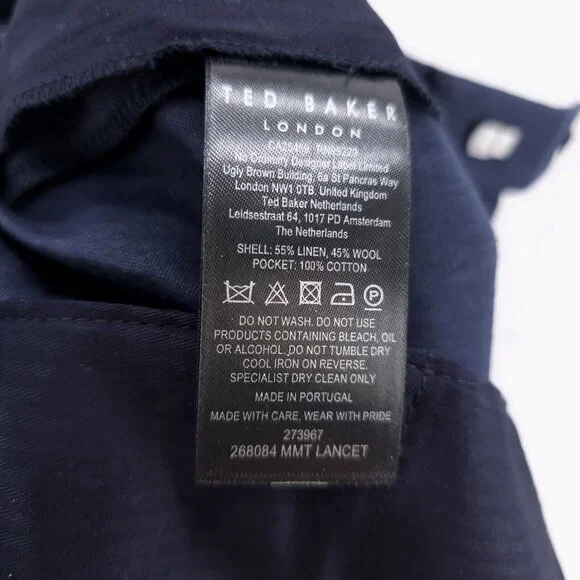 TED BAKER
LONDON
No Ordinary Designer Label Limited
Ugly Brown Building, 6a St Pancras Way
London NW1 0TB, United Kingdom
Ted Baker Netherlands
Leidsestraat 64, 1017 PD Amsterdam
The Netherlands
SHELL: 55% LINEN, 45% WOOL
POCKET: 100% COTTON
P
DO NOT WASH. DO NOT USE
PRODUCTS CONTAINING BLEACH, OIL
OR ALCOHOL. DO NOT TUMBLE DRY
COOL IRON ON REVERSE.
SPECIALIST DRY CLEAN ONLY
MADE IN PORTUGAL
MADE WITH CARE, WEAR WITH PRIDE
273967
268084 MMT LANCET